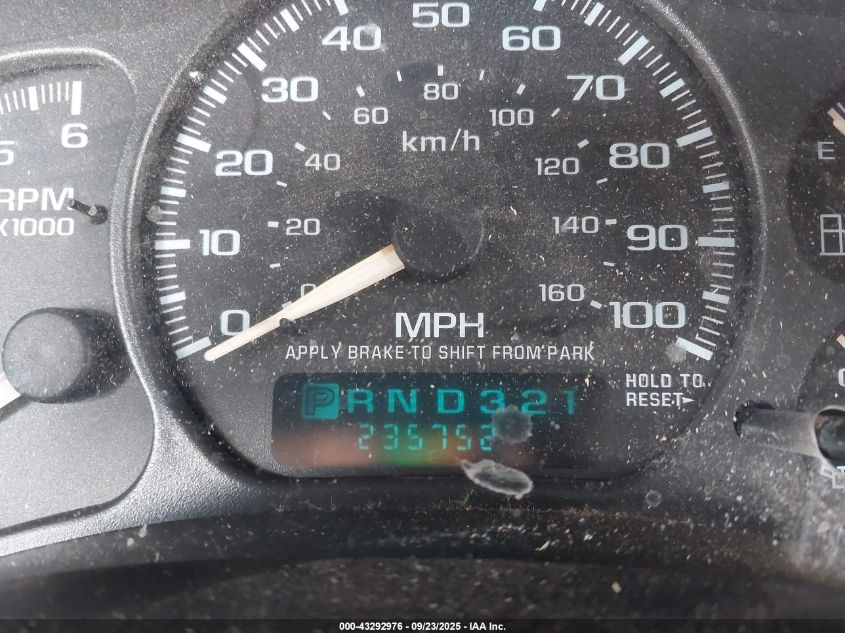 50
40 60
30 70
80
60 100
km/h
5 6
20 40 120 80
E
RPM
X1000
10 20 140 90
0 0 160 100
MPH
APPLY BRAKE TO SHIFT FROM PARK
HOLD TO
RESET
PRND321
235752
000-43292976 - 09/23/2025 - IAA Inc.